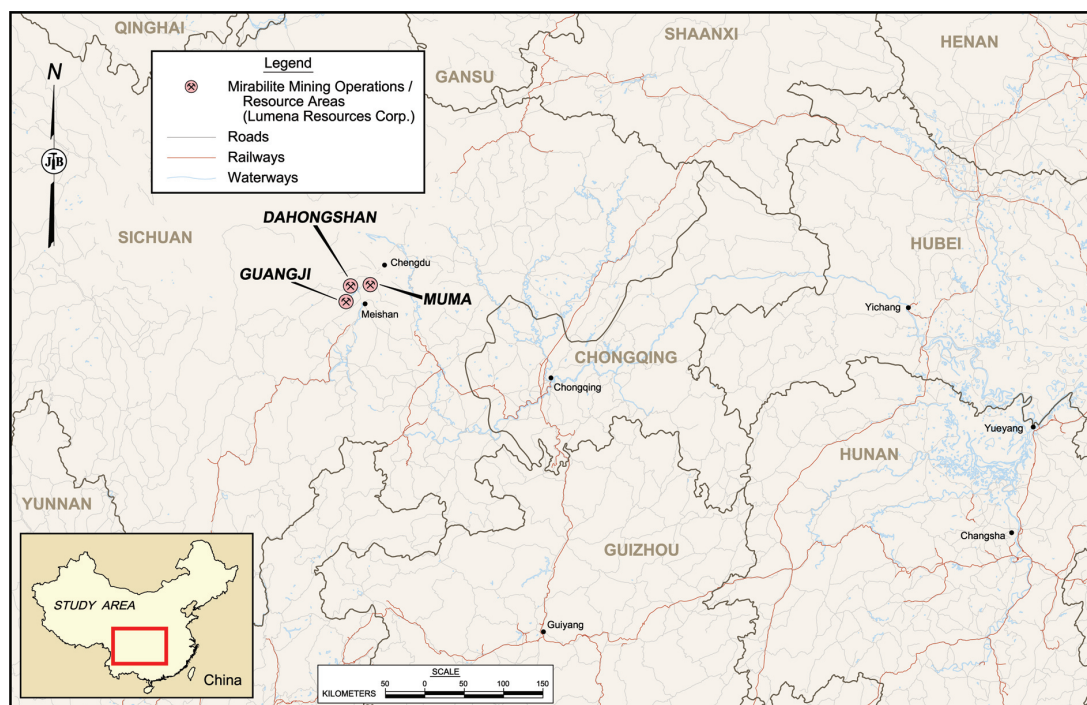 QINGHAI
SHAANXI
HENAN
GANSU
Legend
Mirabilite Mining Operations /
Resource Areas
(Lumena Resources Corp.)
Roads
Railways
Waterways
N
JTB
DAHONGSHAN
SICHUAN
HUBEI
Chengdu
GUANGJI
MUMA
Meishan
Yichang
CHONGQING
Chongqing
Yueyang
HUNAN
YUNNAN
Changsha
GUIZHOU
STUDY AREA
Guiyang
China
SCALE
KILOMETERS
50 0 50 100 150